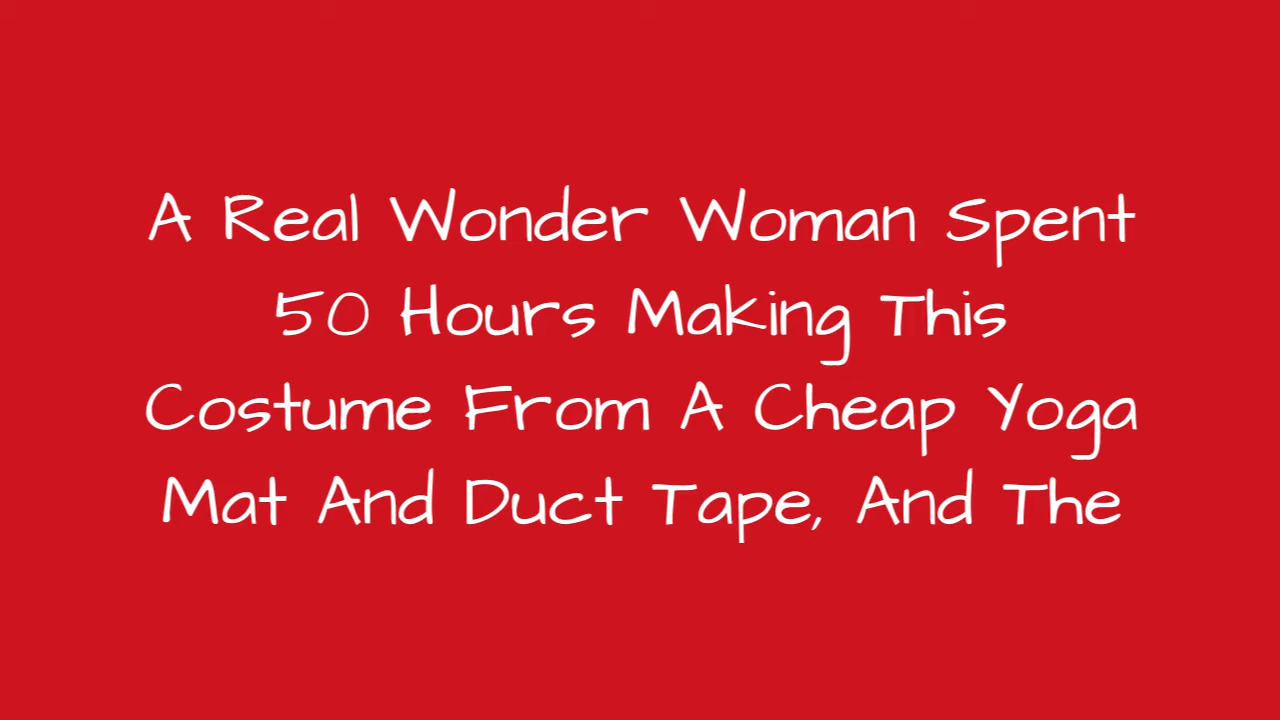 A Real Wonder Woman Spent
50 Hours Making This
Costume From A Cheap Yoga
Mat And Duct Tape, And The